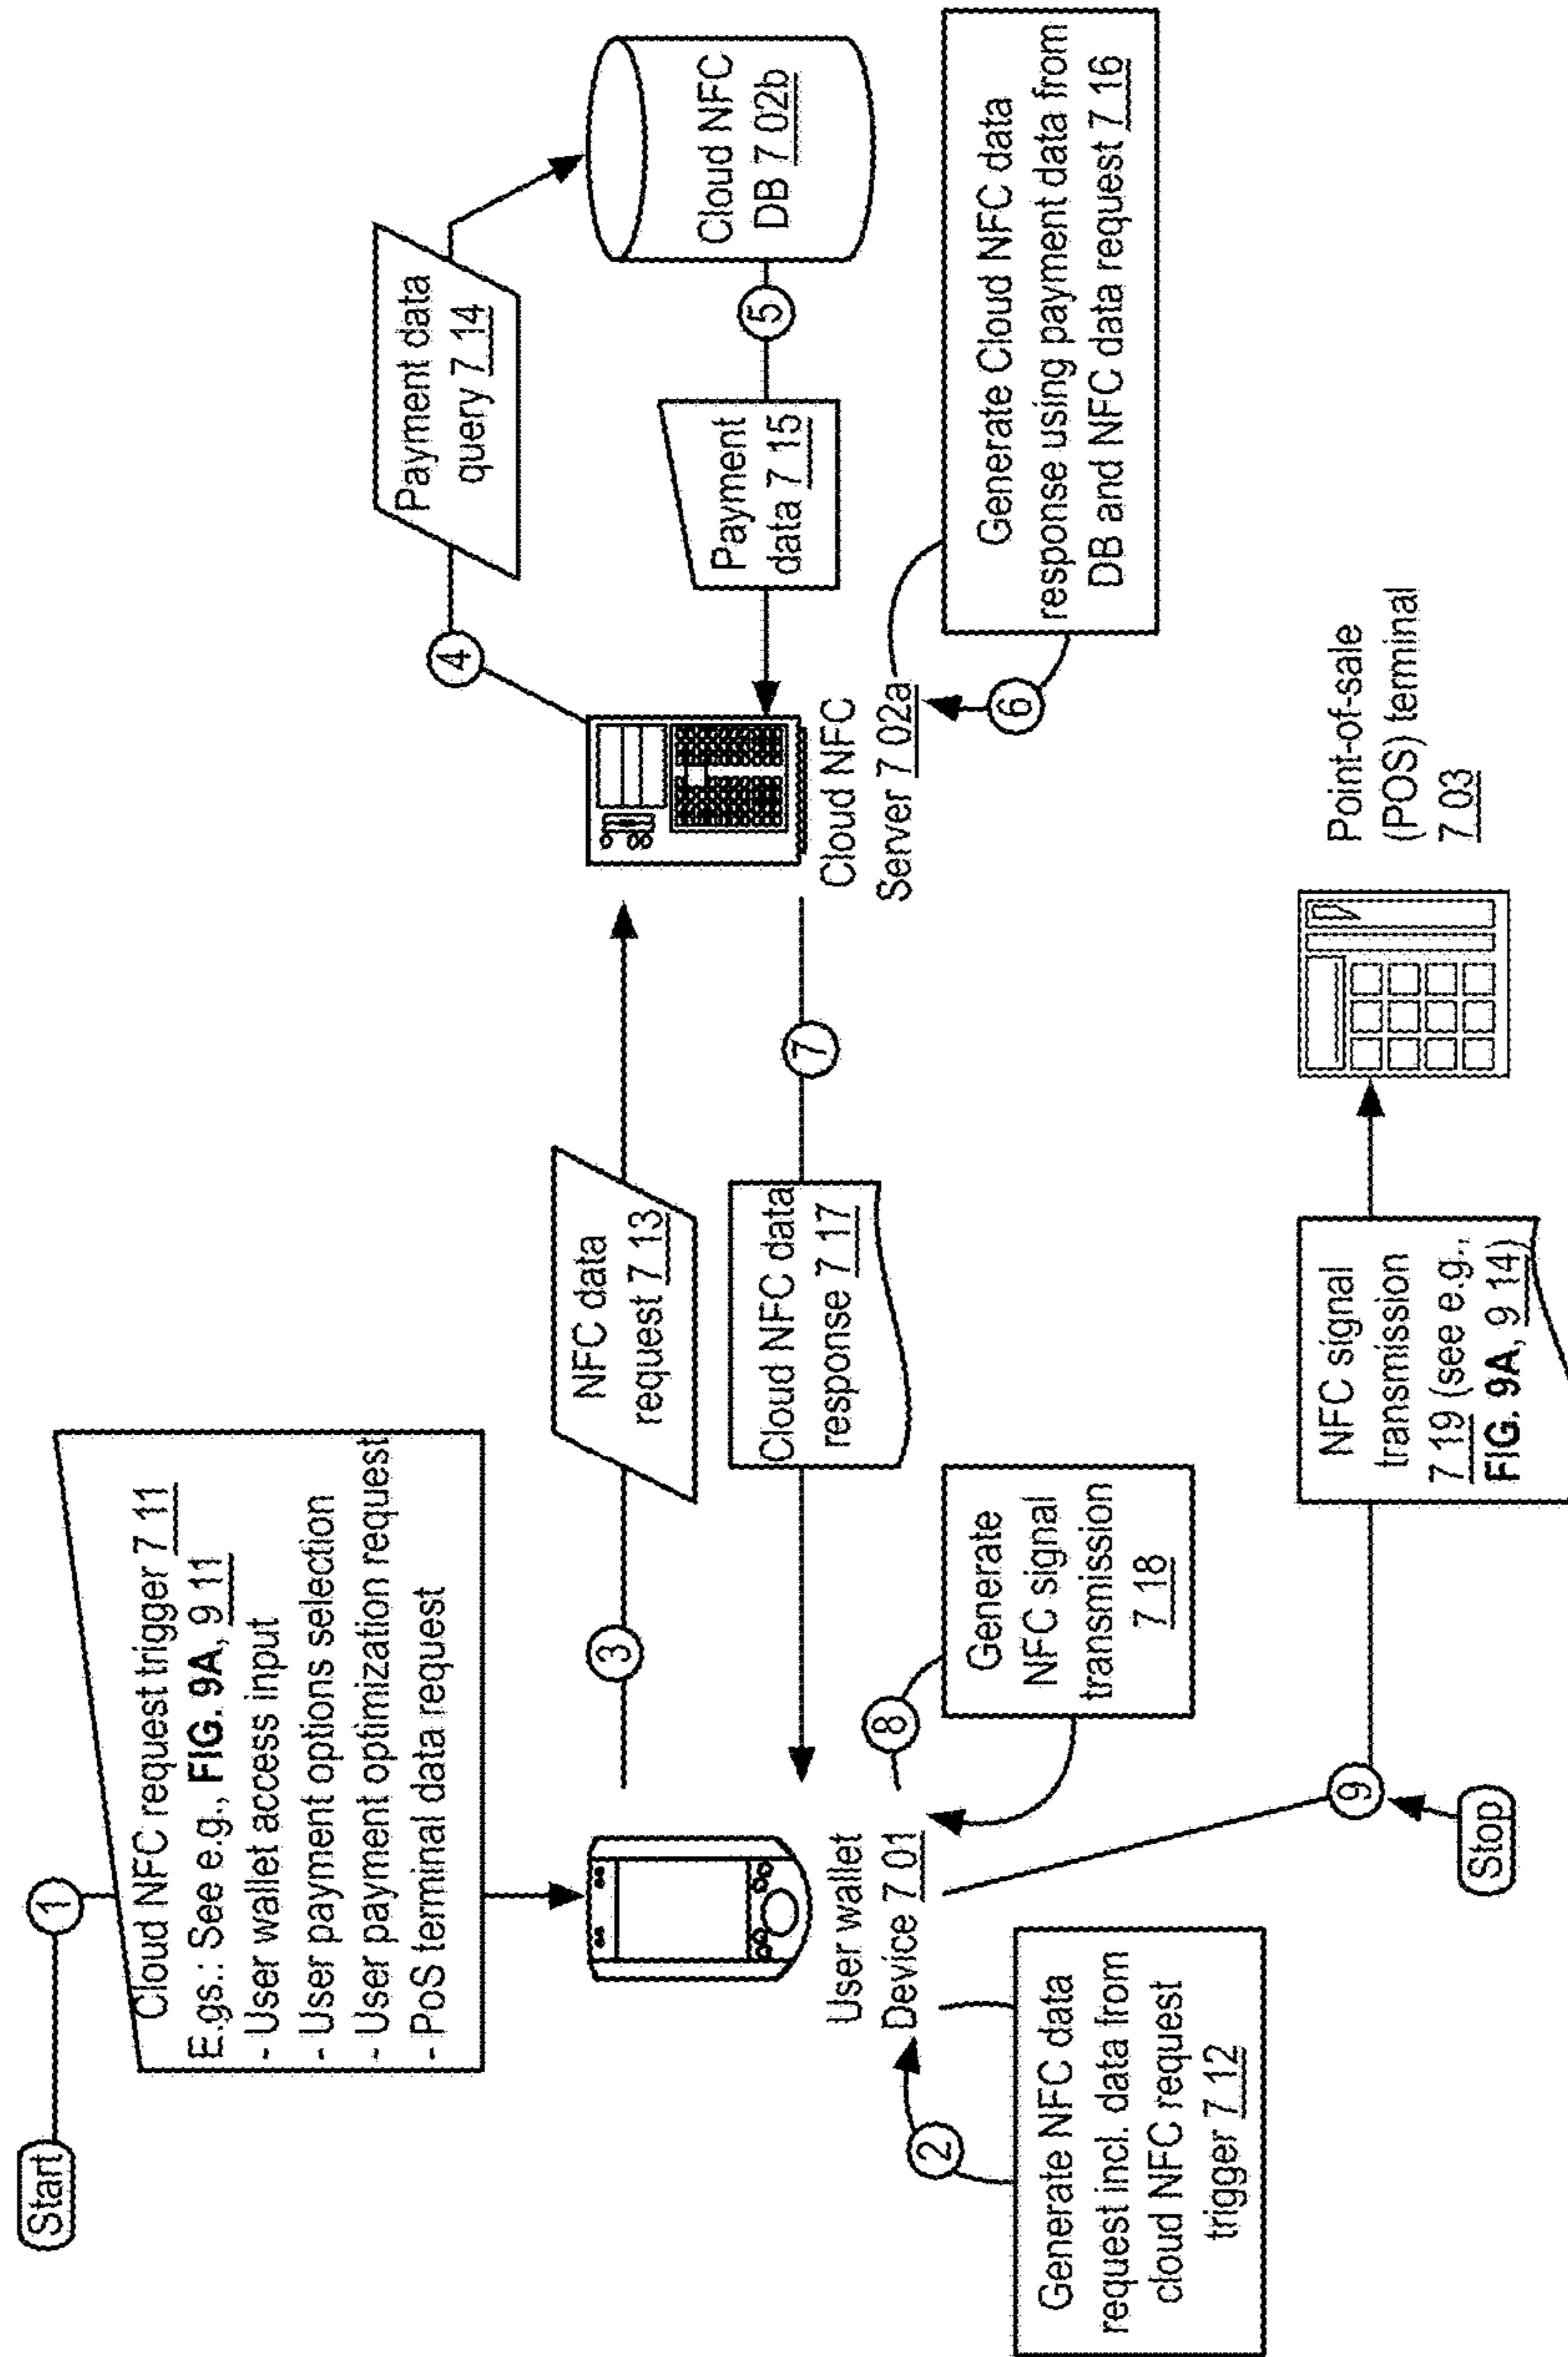 Start
1
Cloud NFC request trigger 7 11
E.gs.: See e.g., FIG. 9A, 9 11
- User wallet access input
- User payment options selection
- User payment optimization request
- PoS terminal data request
User wallet
Device 7 01
2
Generate NFC data
request incl. data from
cloud NFC request
trigger 7 12
3
NFC data
request 7 13
Cloud NFC
Server 7 02a
4
Payment data
query 7 14
Cloud NFC
DB 7 02b
5
Payment
data 7 15
6
Generate Cloud NFC data
response using payment data from
DB and NFC data request 7 16
7
Cloud NFC data
response 7 17
8
Generate
NFC signal
transmission
7 18
9
Stop
NFC signal
transmission
7 19 (see e.g.,
FIG. 9A, 9 14)
Point-of-sale
(POS) terminal
7 03